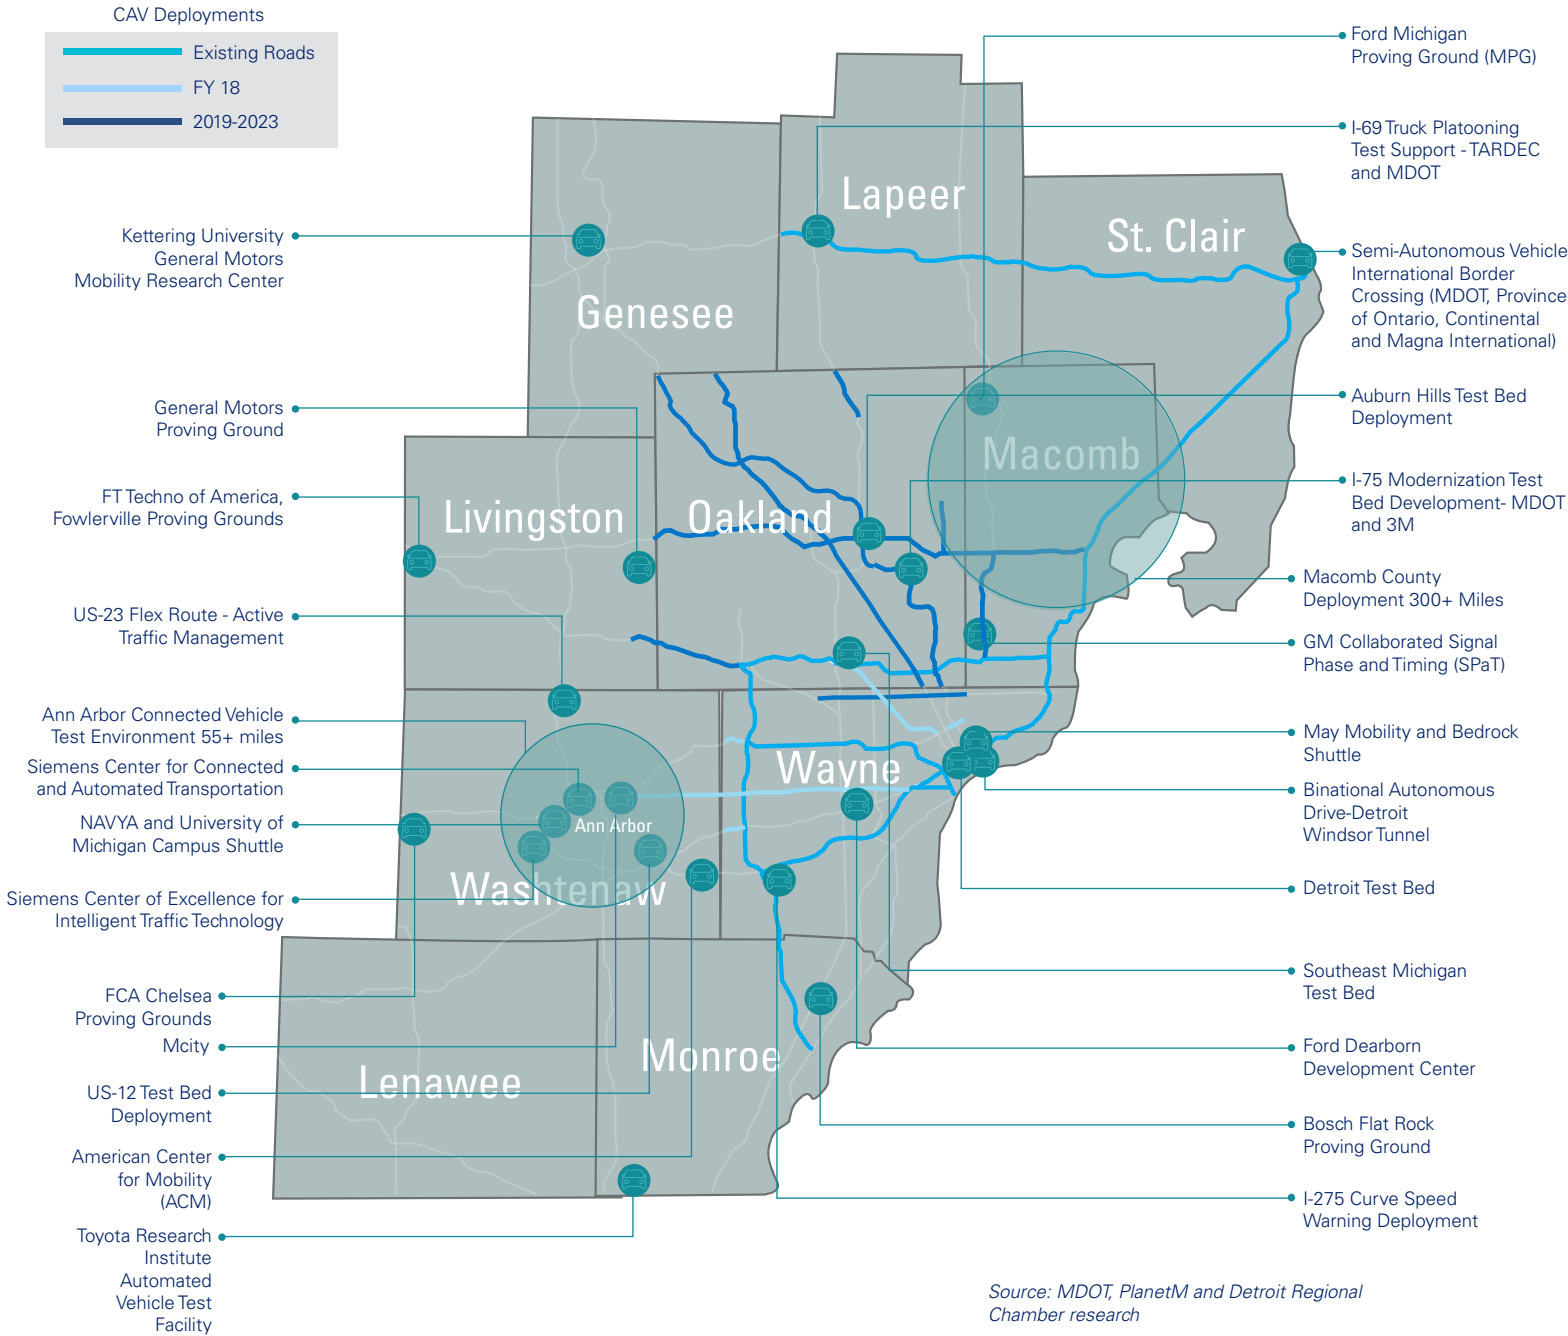 CAV Deployments
Existing Roads
FY 18
2019-2023
Kettering University
General Motors
Mobility Research Center
General Motors
Proving Ground
FT Techno of America,
Fowlerville Proving Grounds
US-23 Flex Route - Active
Traffic Management
Ann Arbor Connected Vehicle
Test Environment 55+ miles
Siemens Center for Connected
and Automated Transportation
NAVYA and University of
Michigan Campus Shuttle
Siemens Center of Excellence for
Intelligent Traffic Technology
FCA Chelsea
Proving Grounds
Mcity
US-12 Test Bed
Deployment
American Center
for Mobility
(ACM)
Toyota Research
Institute
Automated
Vehicle Test
Facility
Lapeer
St. Clair
Genesee
Macomb
Livingston
Oakland
Wayne
Ann Arbor
Washtenaw
Monroe
Lenawee
Ford Michigan
Proving Ground (MPG)
I-69 Truck Platooning
Test Support - TARDEC
and MDOT
Semi-Autonomous Vehicle
International Border
Crossing (MDOT, Province
of Ontario, Continental
and Magna International)
Auburn Hills Test Bed
Deployment
I-75 Modernization Test
Bed Development- MDOT
and 3M
Macomb County
Deployment 300+ Miles
GM Collaborated Signal
Phase and Timing (SPaT)
May Mobility and Bedrock
Shuttle
Binational Autonomous
Drive-Detroit
Windsor Tunnel
Detroit Test Bed
Southeast Michigan
Test Bed
Ford Dearborn
Development Center
Bosch Flat Rock
Proving Ground
I-275 Curve Speed
Warning Deployment
Source: MDOT, PlanetM and Detroit Regional
Chamber research